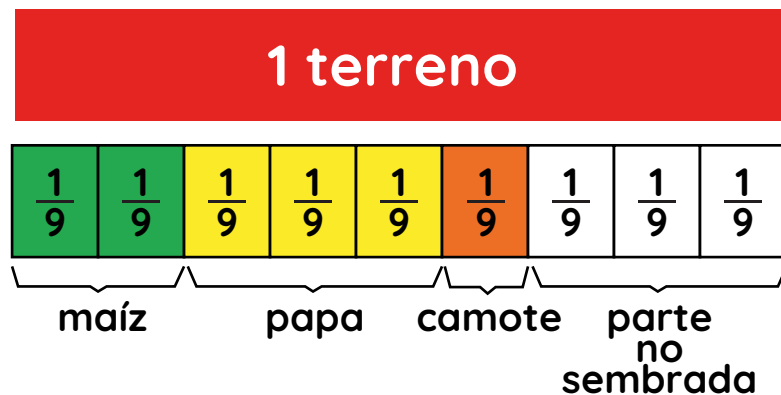 1 terreno
1 1 1 1 1 1 1 1 1
9 9 9 9 9 9 9 9 9
maíz papa camote parte
no
sembrada